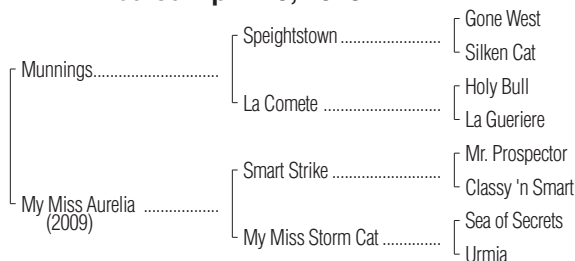 Gone West
Speightstown
Silken Cat
Munnings
Holy Bull
La Comete
La Gueriere
Mr. Prospector
Smart Strike
Classy 'n Smart
My Miss Aurelia
(2009)
Sea of Secrets
My Miss Storm Cat
Urmia